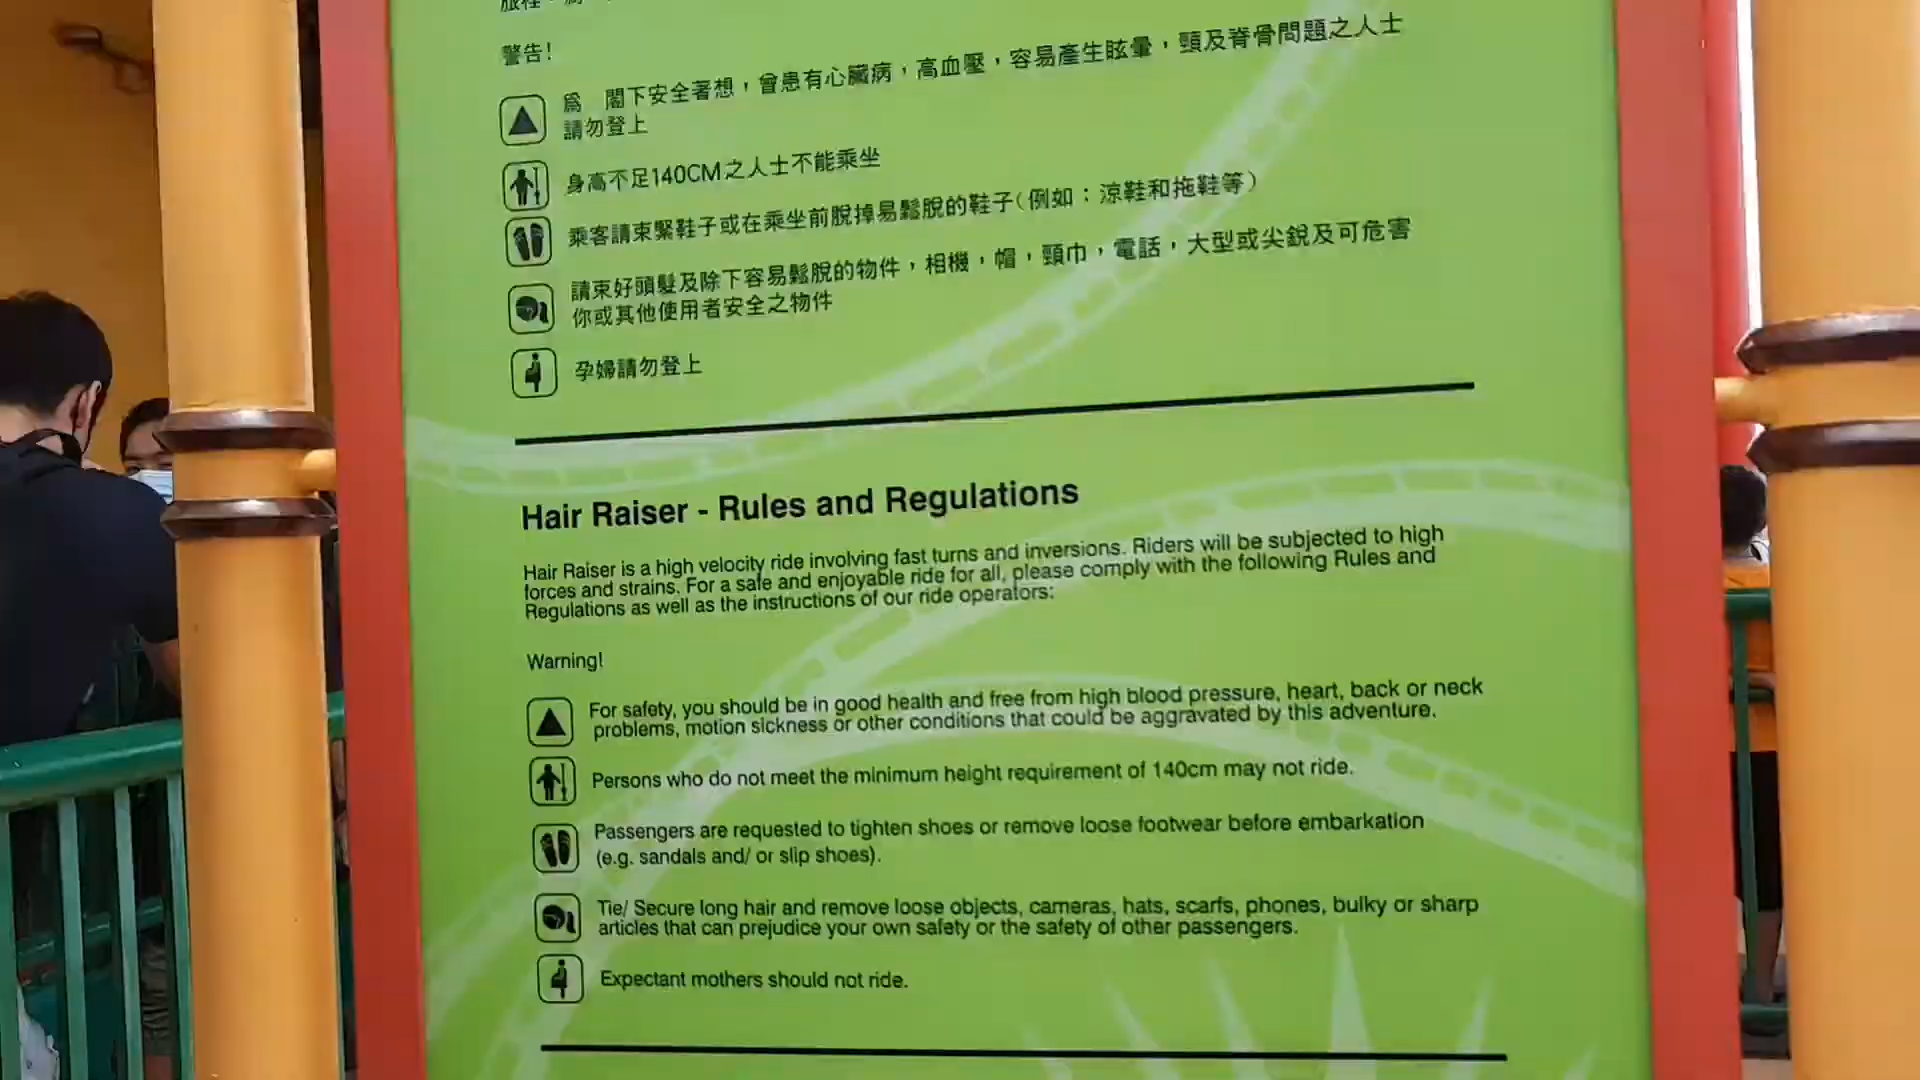 警告!
為 閣下安全著想，曾患有心臟病，高血壓，容易產生眩暈，頸及脊骨問題之人士
請勿登上
身高不足140CM之人士不能乘坐
乘客請束緊鞋子或在乘坐前脫掉易鬆脫的鞋子(例如：涼鞋和拖鞋等)
請束好頭髮及除下容易鬆脫的物件，相機，帽，頸巾，電話，大型或尖銳及可危害
你或其他使用者安全之物件
孕婦請勿登上
Hair Raiser - Rules and Regulations
Hair Raiser is a high velocity ride involving fast turns and inversions. Riders will be subjected to high
forces and strains. For a safe and enjoyable ride for all, please comply with the following Rules and
Regulations as well as the instructions of our ride operators:
Warning!
For safety, you should be in good health and free from high blood pressure, heart, back or neck
problems, motion sickness or other conditions that could be aggravated by this adventure.
Persons who do not meet the minimum height requirement of 140cm may not ride.
Passengers are requested to tighten shoes or remove loose footwear before embarkation
(e.g. sandals and/ or slip shoes).
Tie/ Secure long hair and remove loose objects, cameras, hats, scarfs, phones, bulky or sharp
articles that can prejudice your own safety or the safety of other passengers.
Expectant mothers should not ride.